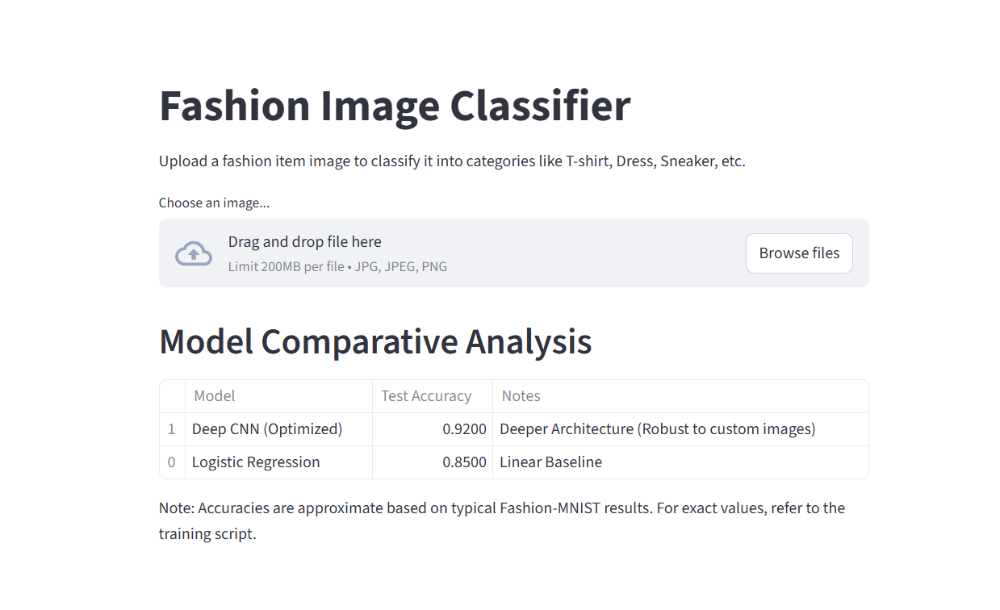 Fashion Image Classifier
Upload a fashion item image to classify it into categories like T-shirt, Dress, Sneaker, etc.
Choose an image...
Drag and drop file here
Limit 200MB per file • JPG, JPEG, PNG
Browse files
Model Comparative Analysis
Model Test Accuracy Notes
1 Deep CNN (Optimized) 0.9200 Deeper Architecture (Robust to custom images)
0 Logistic Regression 0.8500 Linear Baseline
Note: Accuracies are approximate based on typical Fashion-MNIST results. For exact values, refer to the
training script.